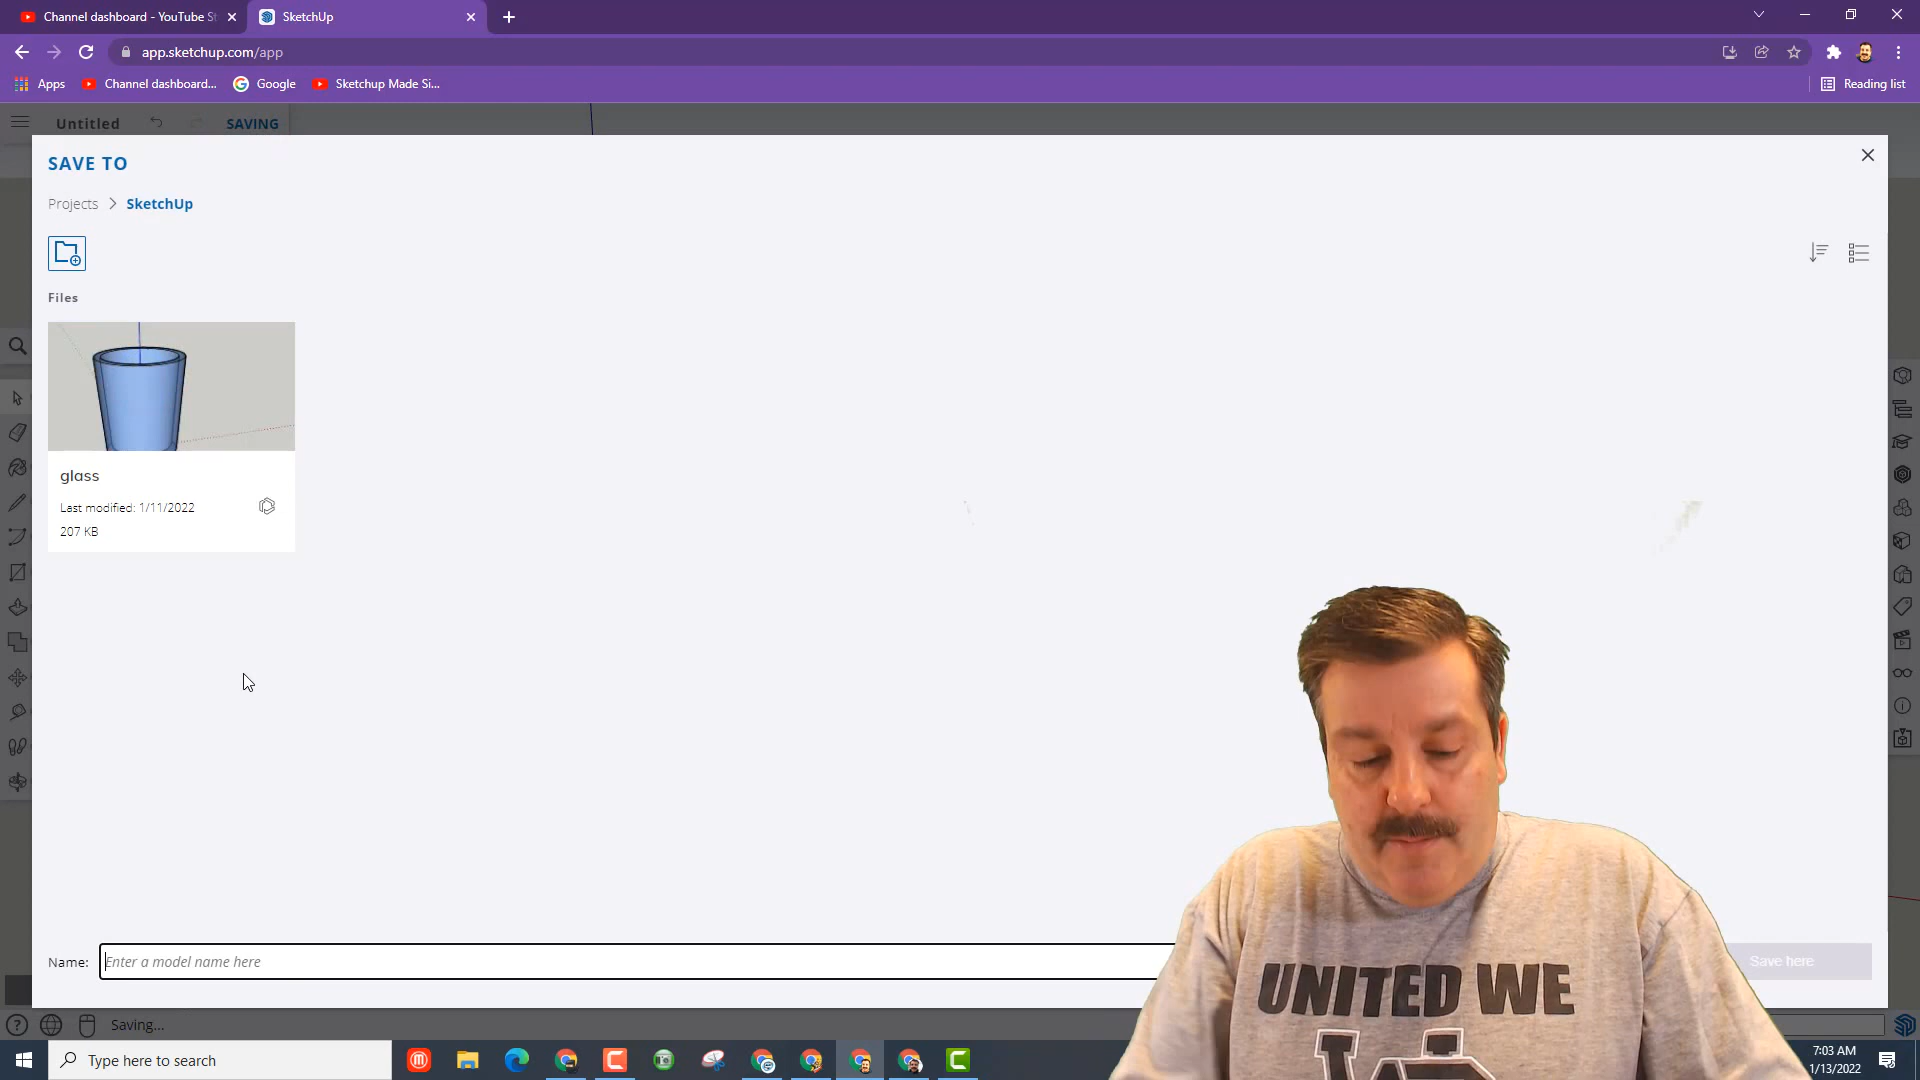 Channel dashboard - YouTube St
SketchUp
app.sketchup.com/app
Apps
Channel dashboard...
Google
Sketchup Made Si...
Reading list
Untitled
SAVING
SAVE TO
Projects
SketchUp
Files
glass
Last modified: 1/11/2022
207 KB
Name:
Enter a model name here
Save here
UNITED WE
Saving...
Type here to search
7:03 AM
1/13/2022